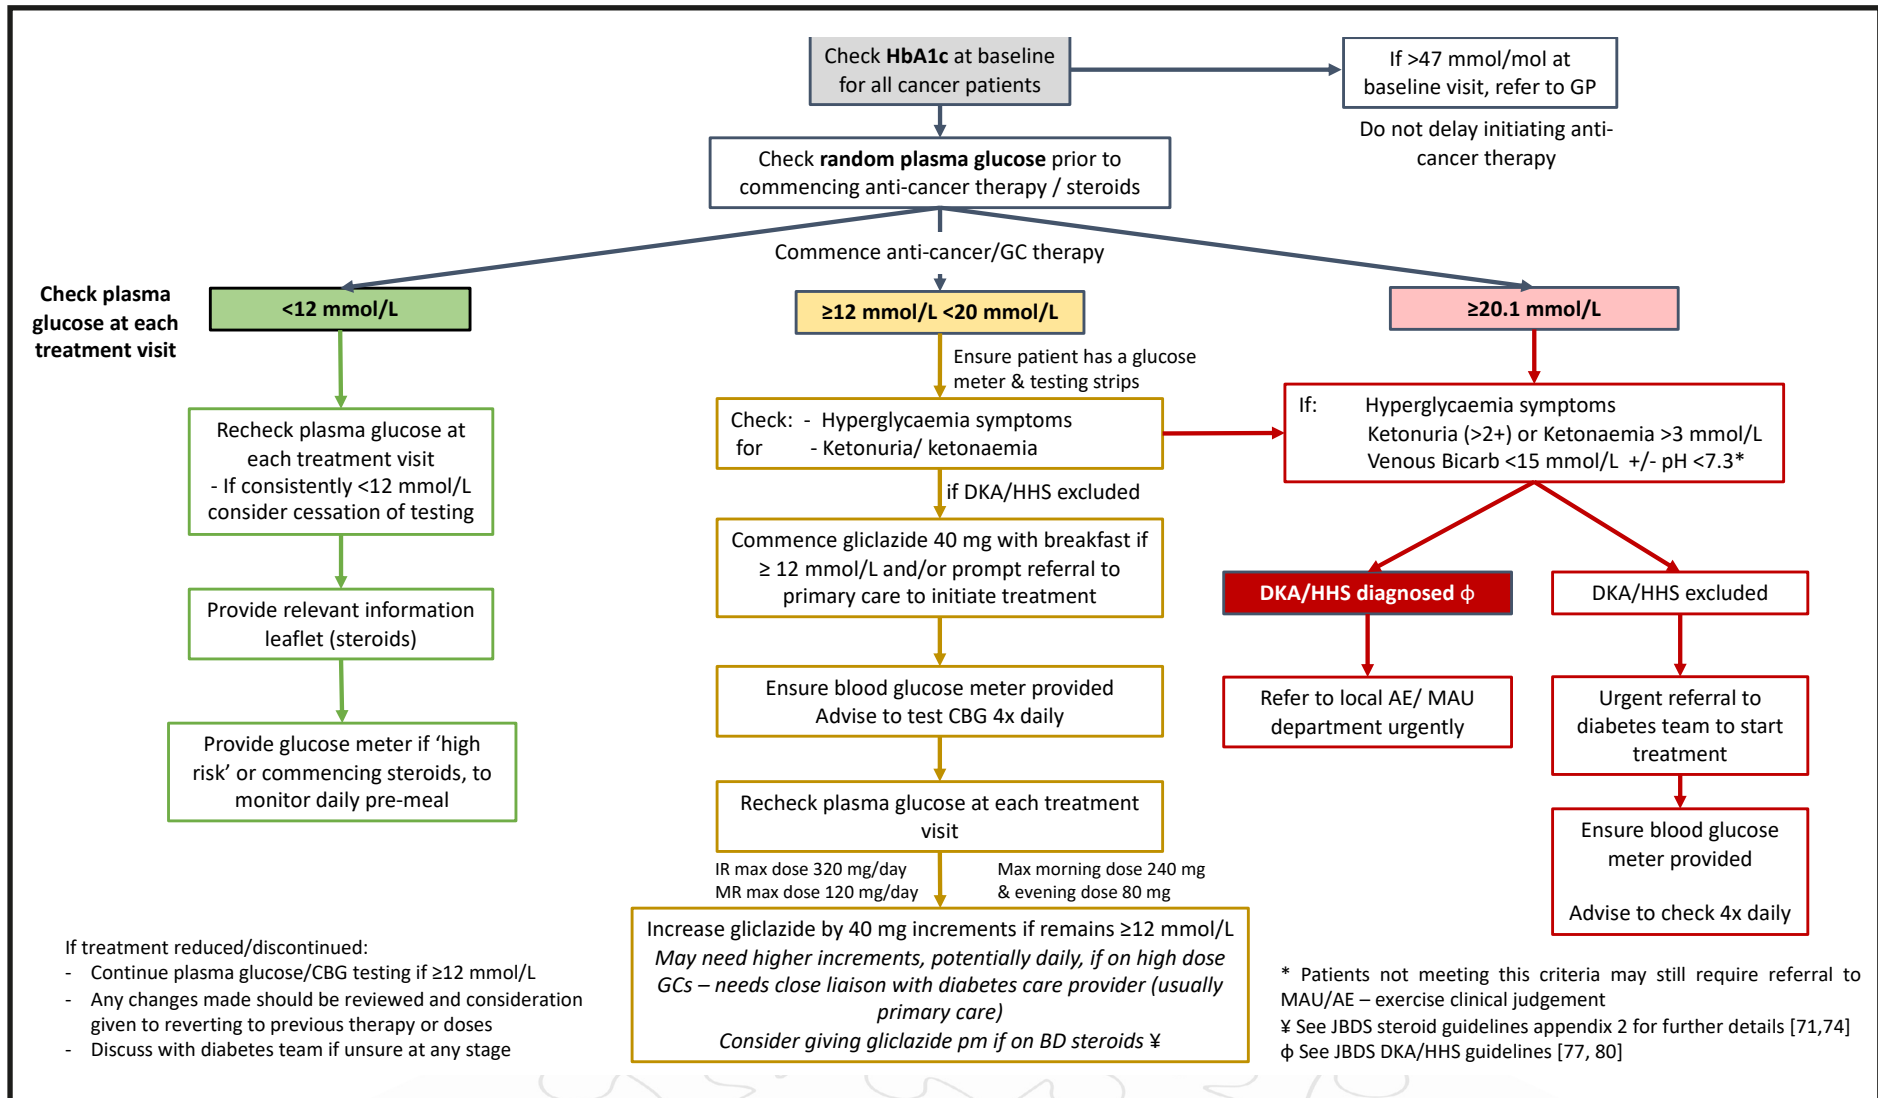 Check HbA1c at baseline
for all cancer patients
If >47 mmol/mol at
baseline visit, refer to GP
Do not delay initiating anti-
cancer therapy
Check random plasma glucose prior to
commencing anti-cancer therapy / steroids
Commence anti-cancer/GC therapy
Check plasma
glucose at each
treatment visit
<12 mmol/L
≥12 mmol/L <20 mmol/L
≥20.1 mmol/L
Recheck plasma glucose at
each treatment visit
- If consistently <12 mmol/L
consider cessation of testing
Provide relevant information
leaflet (steroids)
Provide glucose meter if ‘high
risk’ or commencing steroids, to
monitor daily pre-meal
Ensure patient has a glucose
meter & testing strips
Check: - Hyperglycaemia symptoms
for - Ketonuria/ ketonaemia
if DKA/HHS excluded
Commence gliclazide 40 mg with breakfast if
≥ 12 mmol/L and/or prompt referral to
primary care to initiate treatment
Ensure blood glucose meter provided
Advise to test CBG 4x daily
Recheck plasma glucose at each treatment
visit
IR max dose 320 mg/day
MR max dose 120 mg/day
Max morning dose 240 mg
& evening dose 80 mg
Increase gliclazide by 40 mg increments if remains ≥12 mmol/L
May need higher increments, potentially daily, if on high dose
GCs – needs close liaison with diabetes care provider (usually
primary care)
Consider giving gliclazide pm if on BD steroids ¥
If: Hyperglycaemia symptoms
Ketonuria (>2+) or Ketonaemia >3 mmol/L
Venous Bicarb <15 mmol/L +/- pH <7.3*
DKA/HHS diagnosed ϕ
Refer to local AE/ MAU
department urgently
DKA/HHS excluded
Urgent referral to
diabetes team to start
treatment
Ensure blood glucose
meter provided
Advise to check 4x daily
If treatment reduced/discontinued:
- Continue plasma glucose/CBG testing if ≥12 mmol/L
- Any changes made should be reviewed and consideration
given to reverting to previous therapy or doses
- Discuss with diabetes team if unsure at any stage
* Patients not meeting this criteria may still require referral to
MAU/AE – exercise clinical judgement
¥ See JBDS steroid guidelines appendix 2 for further details [71,74]
ϕ See JBDS DKA/HHS guidelines [77, 80]